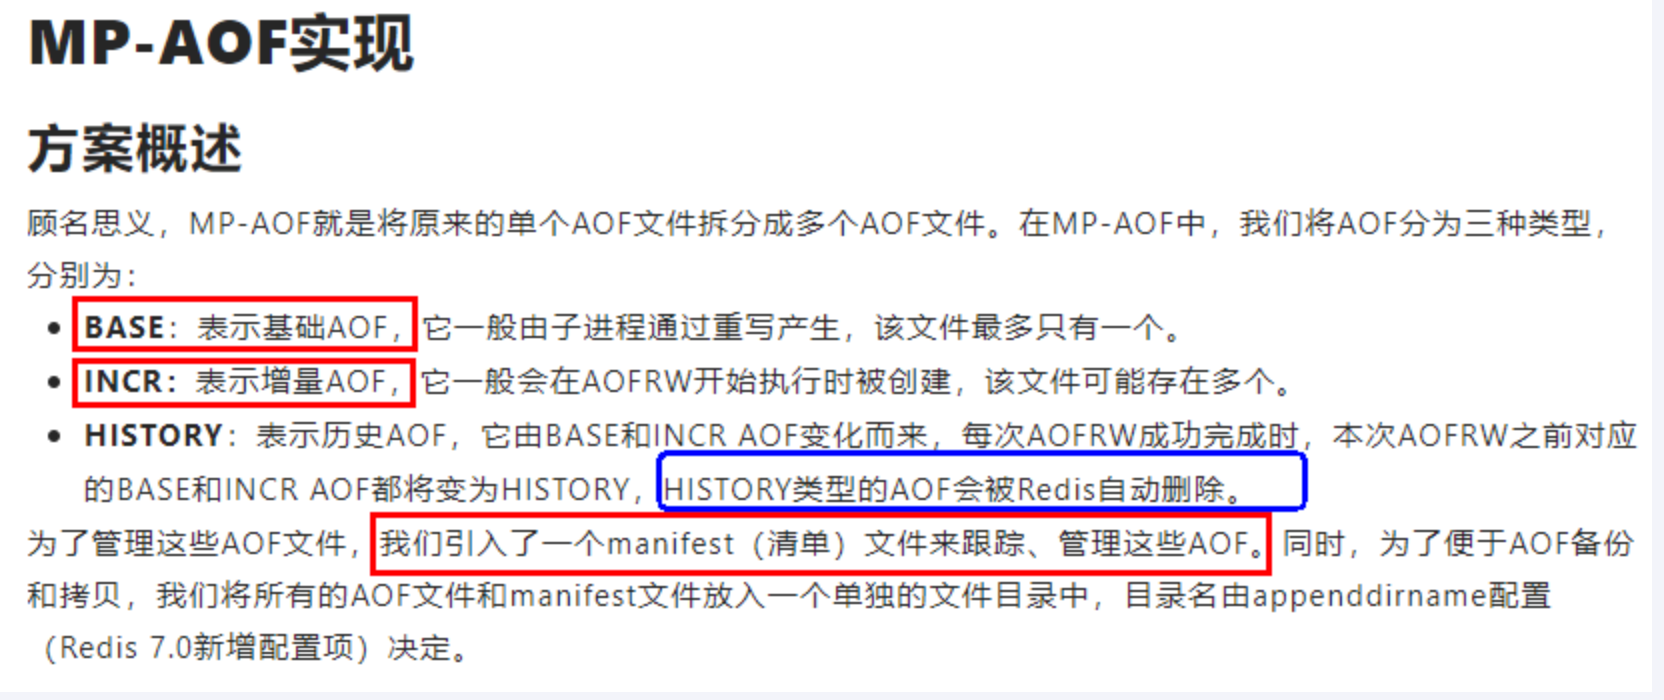 MP-AOF实现
方案概述
顾名思义，MP-AOF就是将原来的单个AOF文件拆分成多个AOF文件。在MP-AOF中，我们将AOF分为三种类型，
分别为：
• BASE：表示基础AOF，它一般由子进程通过重写产生，该文件最多只有一个。
• INCR：表示增量AOF，它一般会在AOFRW开始执行时被创建，该文件可能存在多个。
• HISTORY：表示历史AOF，它由BASE和INCR AOF变化而来，每次AOFRW成功完成时，本次AOFRW之前对应
的BASE和INCR AOF都将变为HISTORY，HISTORY类型的AOF会被Redis自动删除。
为了管理这些AOF文件，我们引入了一个manifest（清单）文件来跟踪、管理这些AOF。同时，为了便于AOF备份
和拷贝，我们将所有的AOF文件和manifest文件放入一个单独的文件目录中，目录名由appenddirname配置
（Redis 7.0新增配置项）决定。